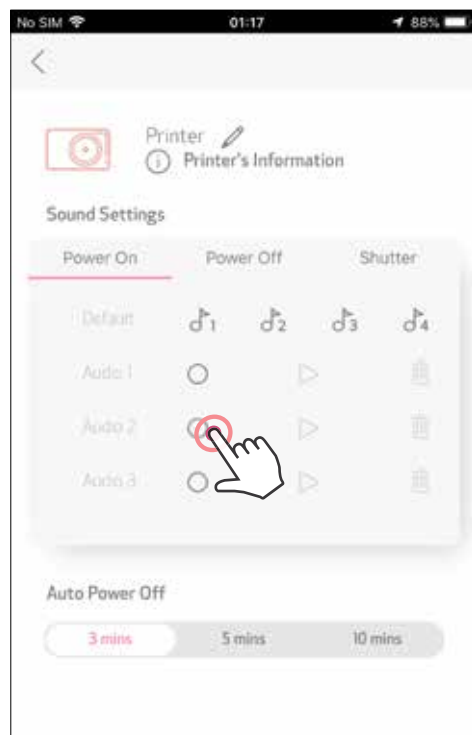 No SIM 01:17 88%
Printer
Printer's Information
Sound Settings
Power On Power Off Shutter
Default 1 2 3 4
Audio 1
Audio 2
Audio 3
Auto Power Off
3 mins 5 mins 10 mins